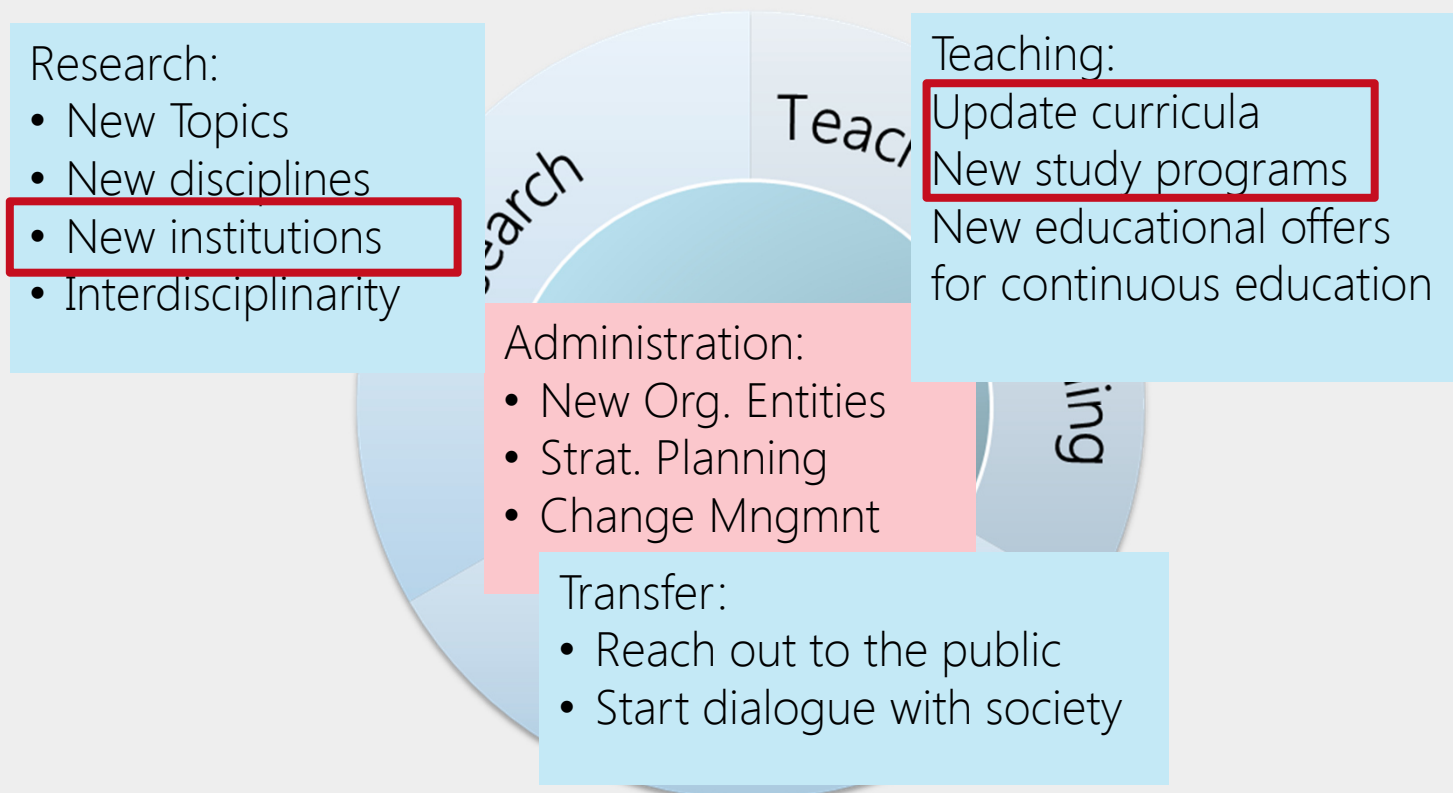 Research:
• New Topics
• New disciplines
• New institutions
• Interdisciplinarity
Teaching:
Update curricula
New study programs
New educational offers
for continuous education
Administration:
• New Org. Entities
• Strat. Planning
• Change Mngmnt
Transfer:
• Reach out to the public
• Start dialogue with society